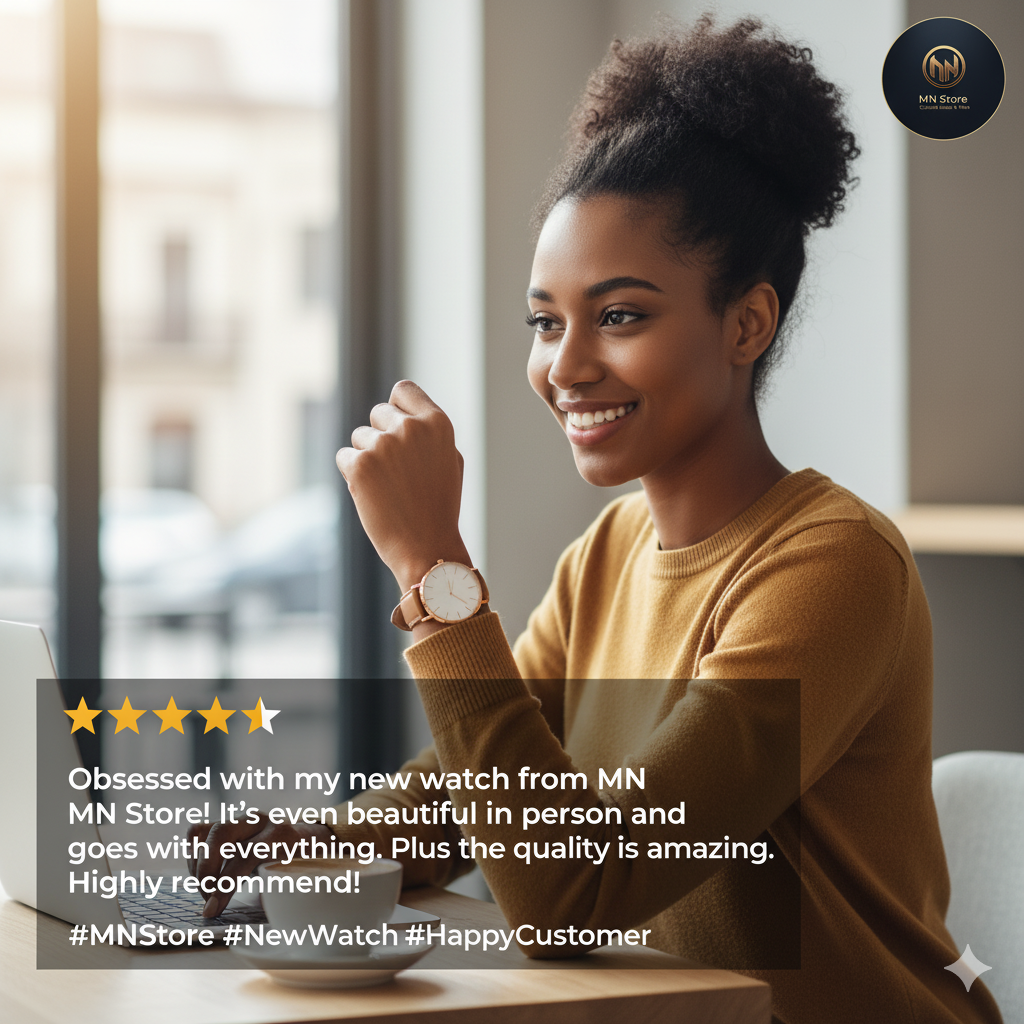 MN Store
Obsessed with my new watch from MN
MN Store! It's even beautiful in person and
goes with everything. Plus the quality is amazing.
Highly recommend!
#MNStore #NewWatch #HappyCustomer